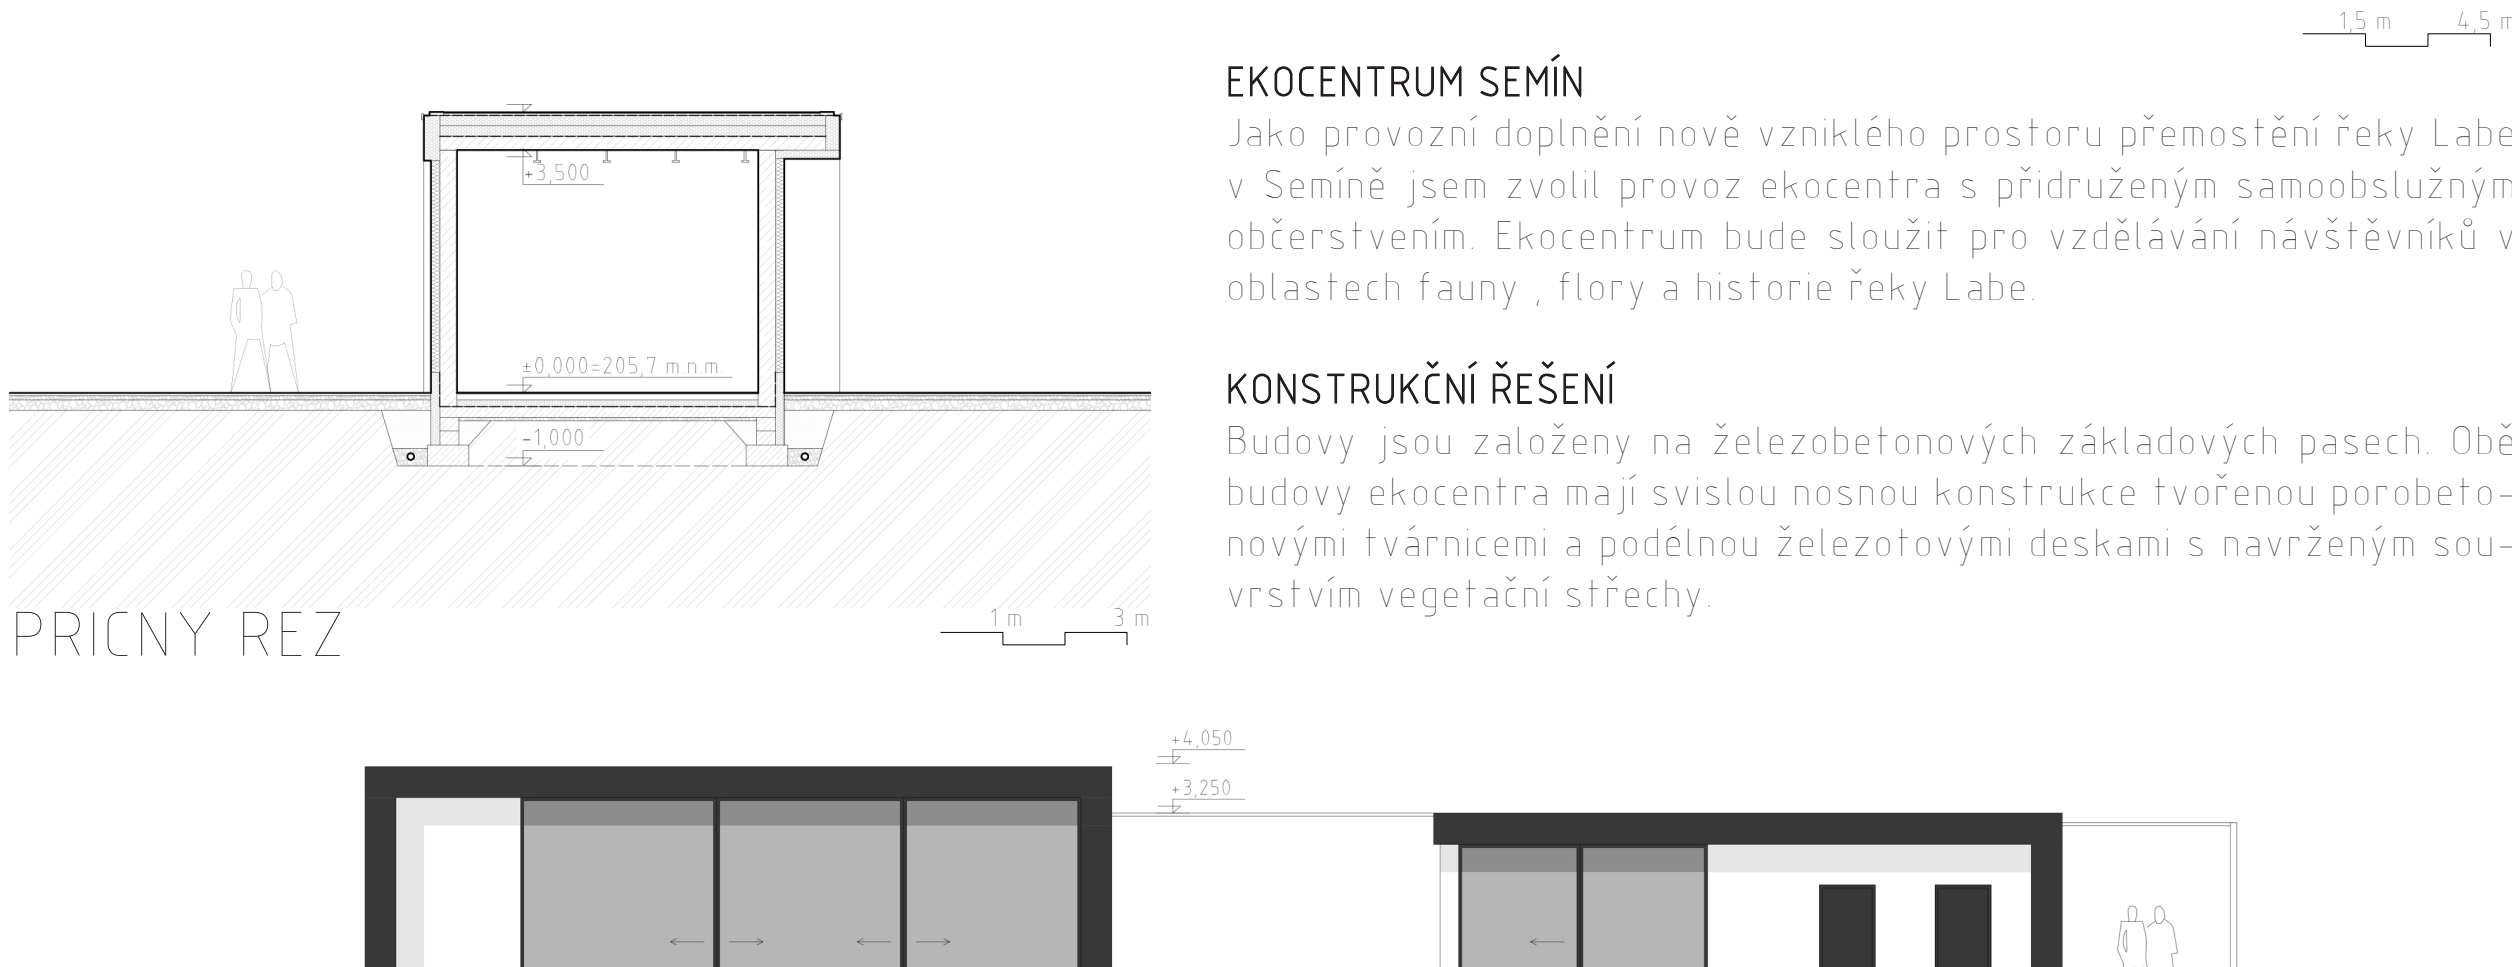 1,5 m 4,5 m
EKOCENTRUM SEMÍN
Jako provozní doplnění nově vzniklého prostoru přemostění řeky Labe
v Semíně jsem zvolil provoz ekocentra s přidruženým samoobslužným
občerstvením. Ekocentrum bude sloužit pro vzdělávání návštěvníků v
oblastech fauny , flory a historie řeky Labe.
KONSTRUKČNÍ ŘEŠENÍ
Budovy jsou založeny na železobetonových základových pasech. Obě
budovy ekocentra mají svislou nosnou konstrukce tvořenou porobeto-
novými tvárnicemi a podélnou železotovými deskami s navrženým sou-
vrstvím vegetační střechy.
+3,500
±0,000=205,7 m.n.m.
-1,000
PRICNY REZ
1 m 3 m
+4,050
+3,250